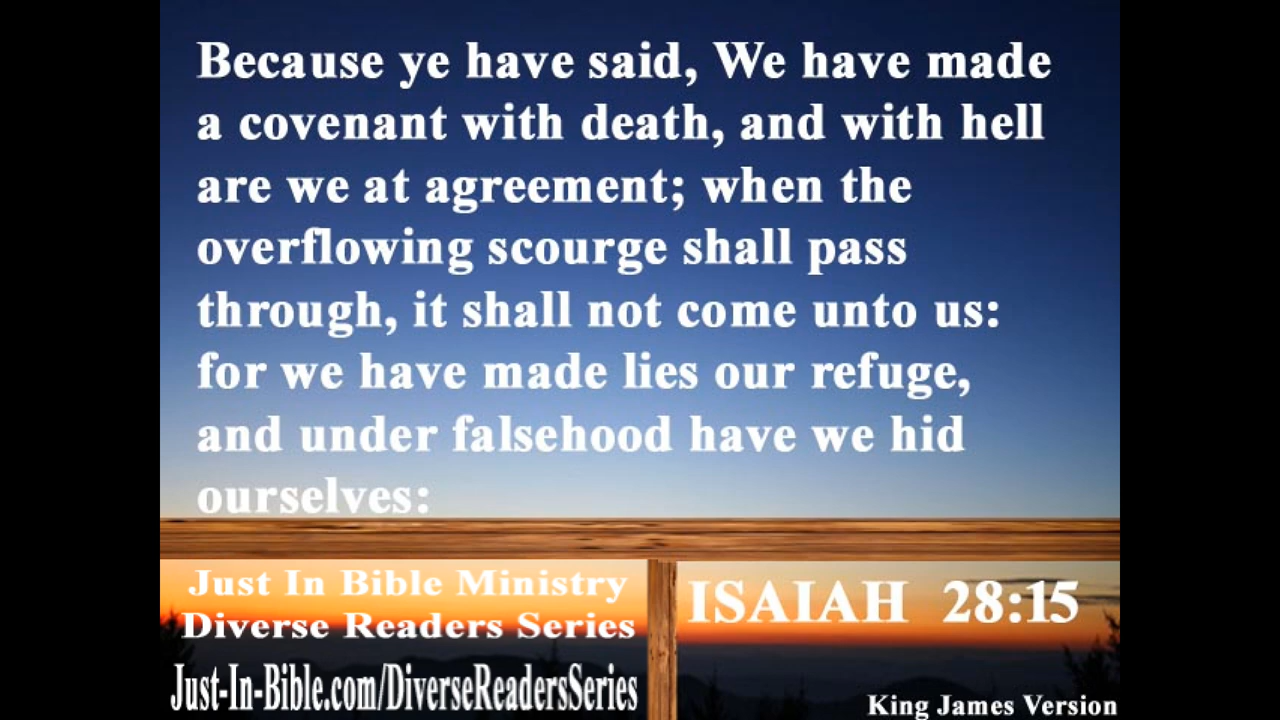 Because ye have said, We have made
a covenant with death, and with hell
are we at agreement; when the
overflowing scourge shall pass
through, it shall not come unto us:
for we have made lies our refuge,
and under falsehood have we hid
ourselves:
Just In Bible Ministry
Diverse Readers Series
Just-In-Bible.com/DiverseReadersSeries
ISAIAH 28:15
King James Version